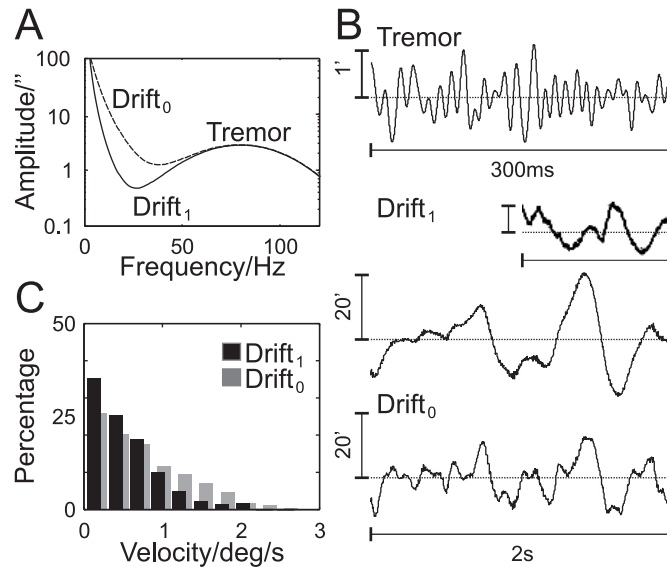 A
Amplitude/”
100
10
1
0.1
Drift0
Tremor
Drift1
0
50
100
Frequency/Hz
B
Tremor
1’
300ms
Drift1
20’
Drift0
20’
2s
C
Percentage
50
25
0
Drift1
Drift0
0
1
2
3
Velocity/deg/s